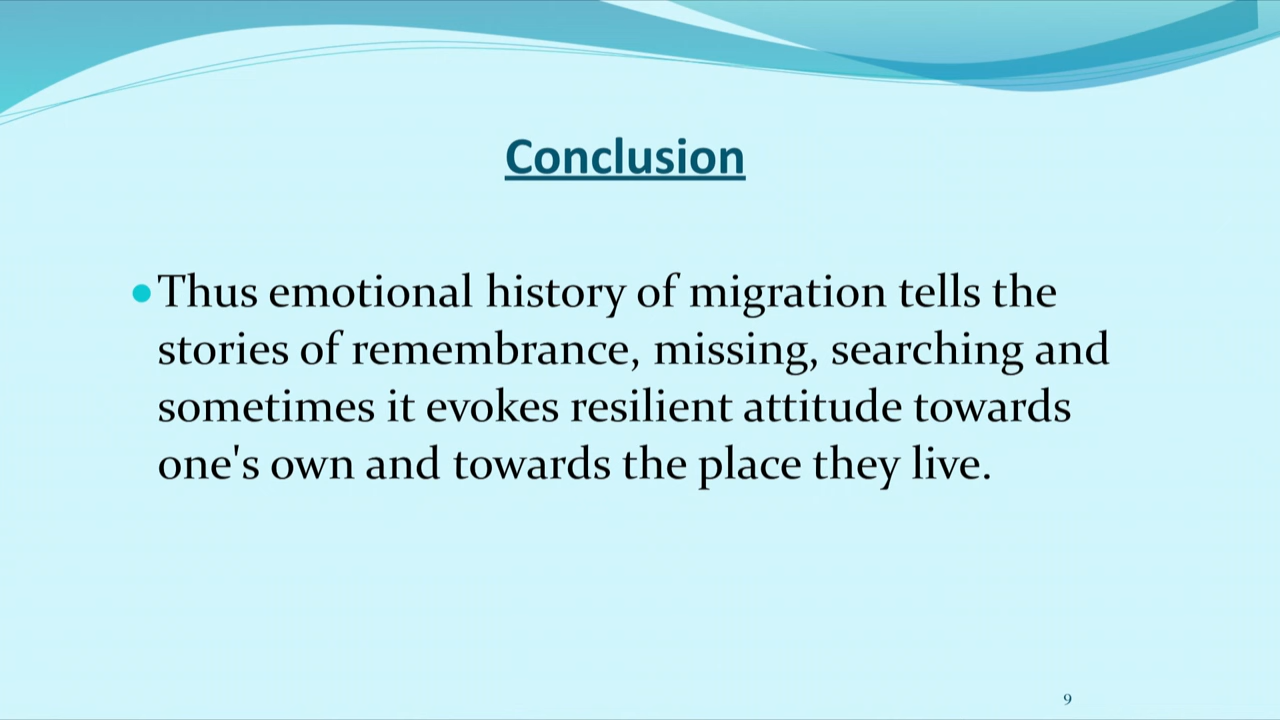 Conclusion
•Thus emotional history of migration tells the
stories of remembrance, missing, searching and
sometimes it evokes resilient attitude towards
one's own and towards the place they live.
9